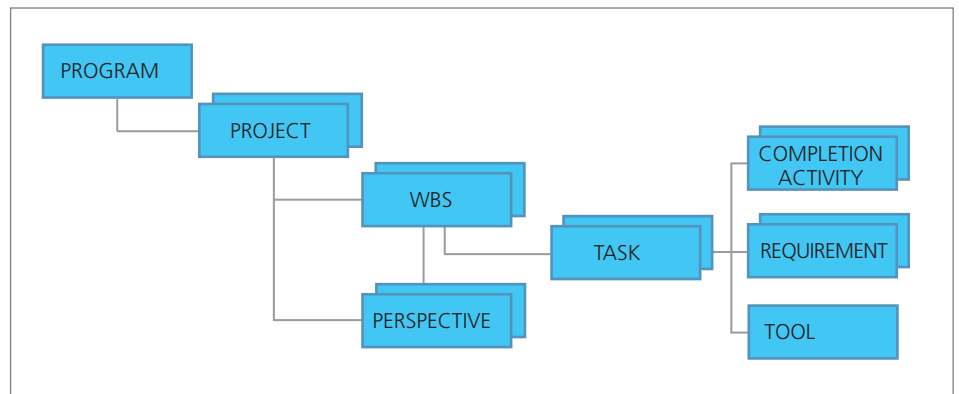 PROGRAM
PROJECT
WBS
PERSPECTIVE
TASK
COMPLETION
ACTIVITY
REQUIREMENT
TOOL